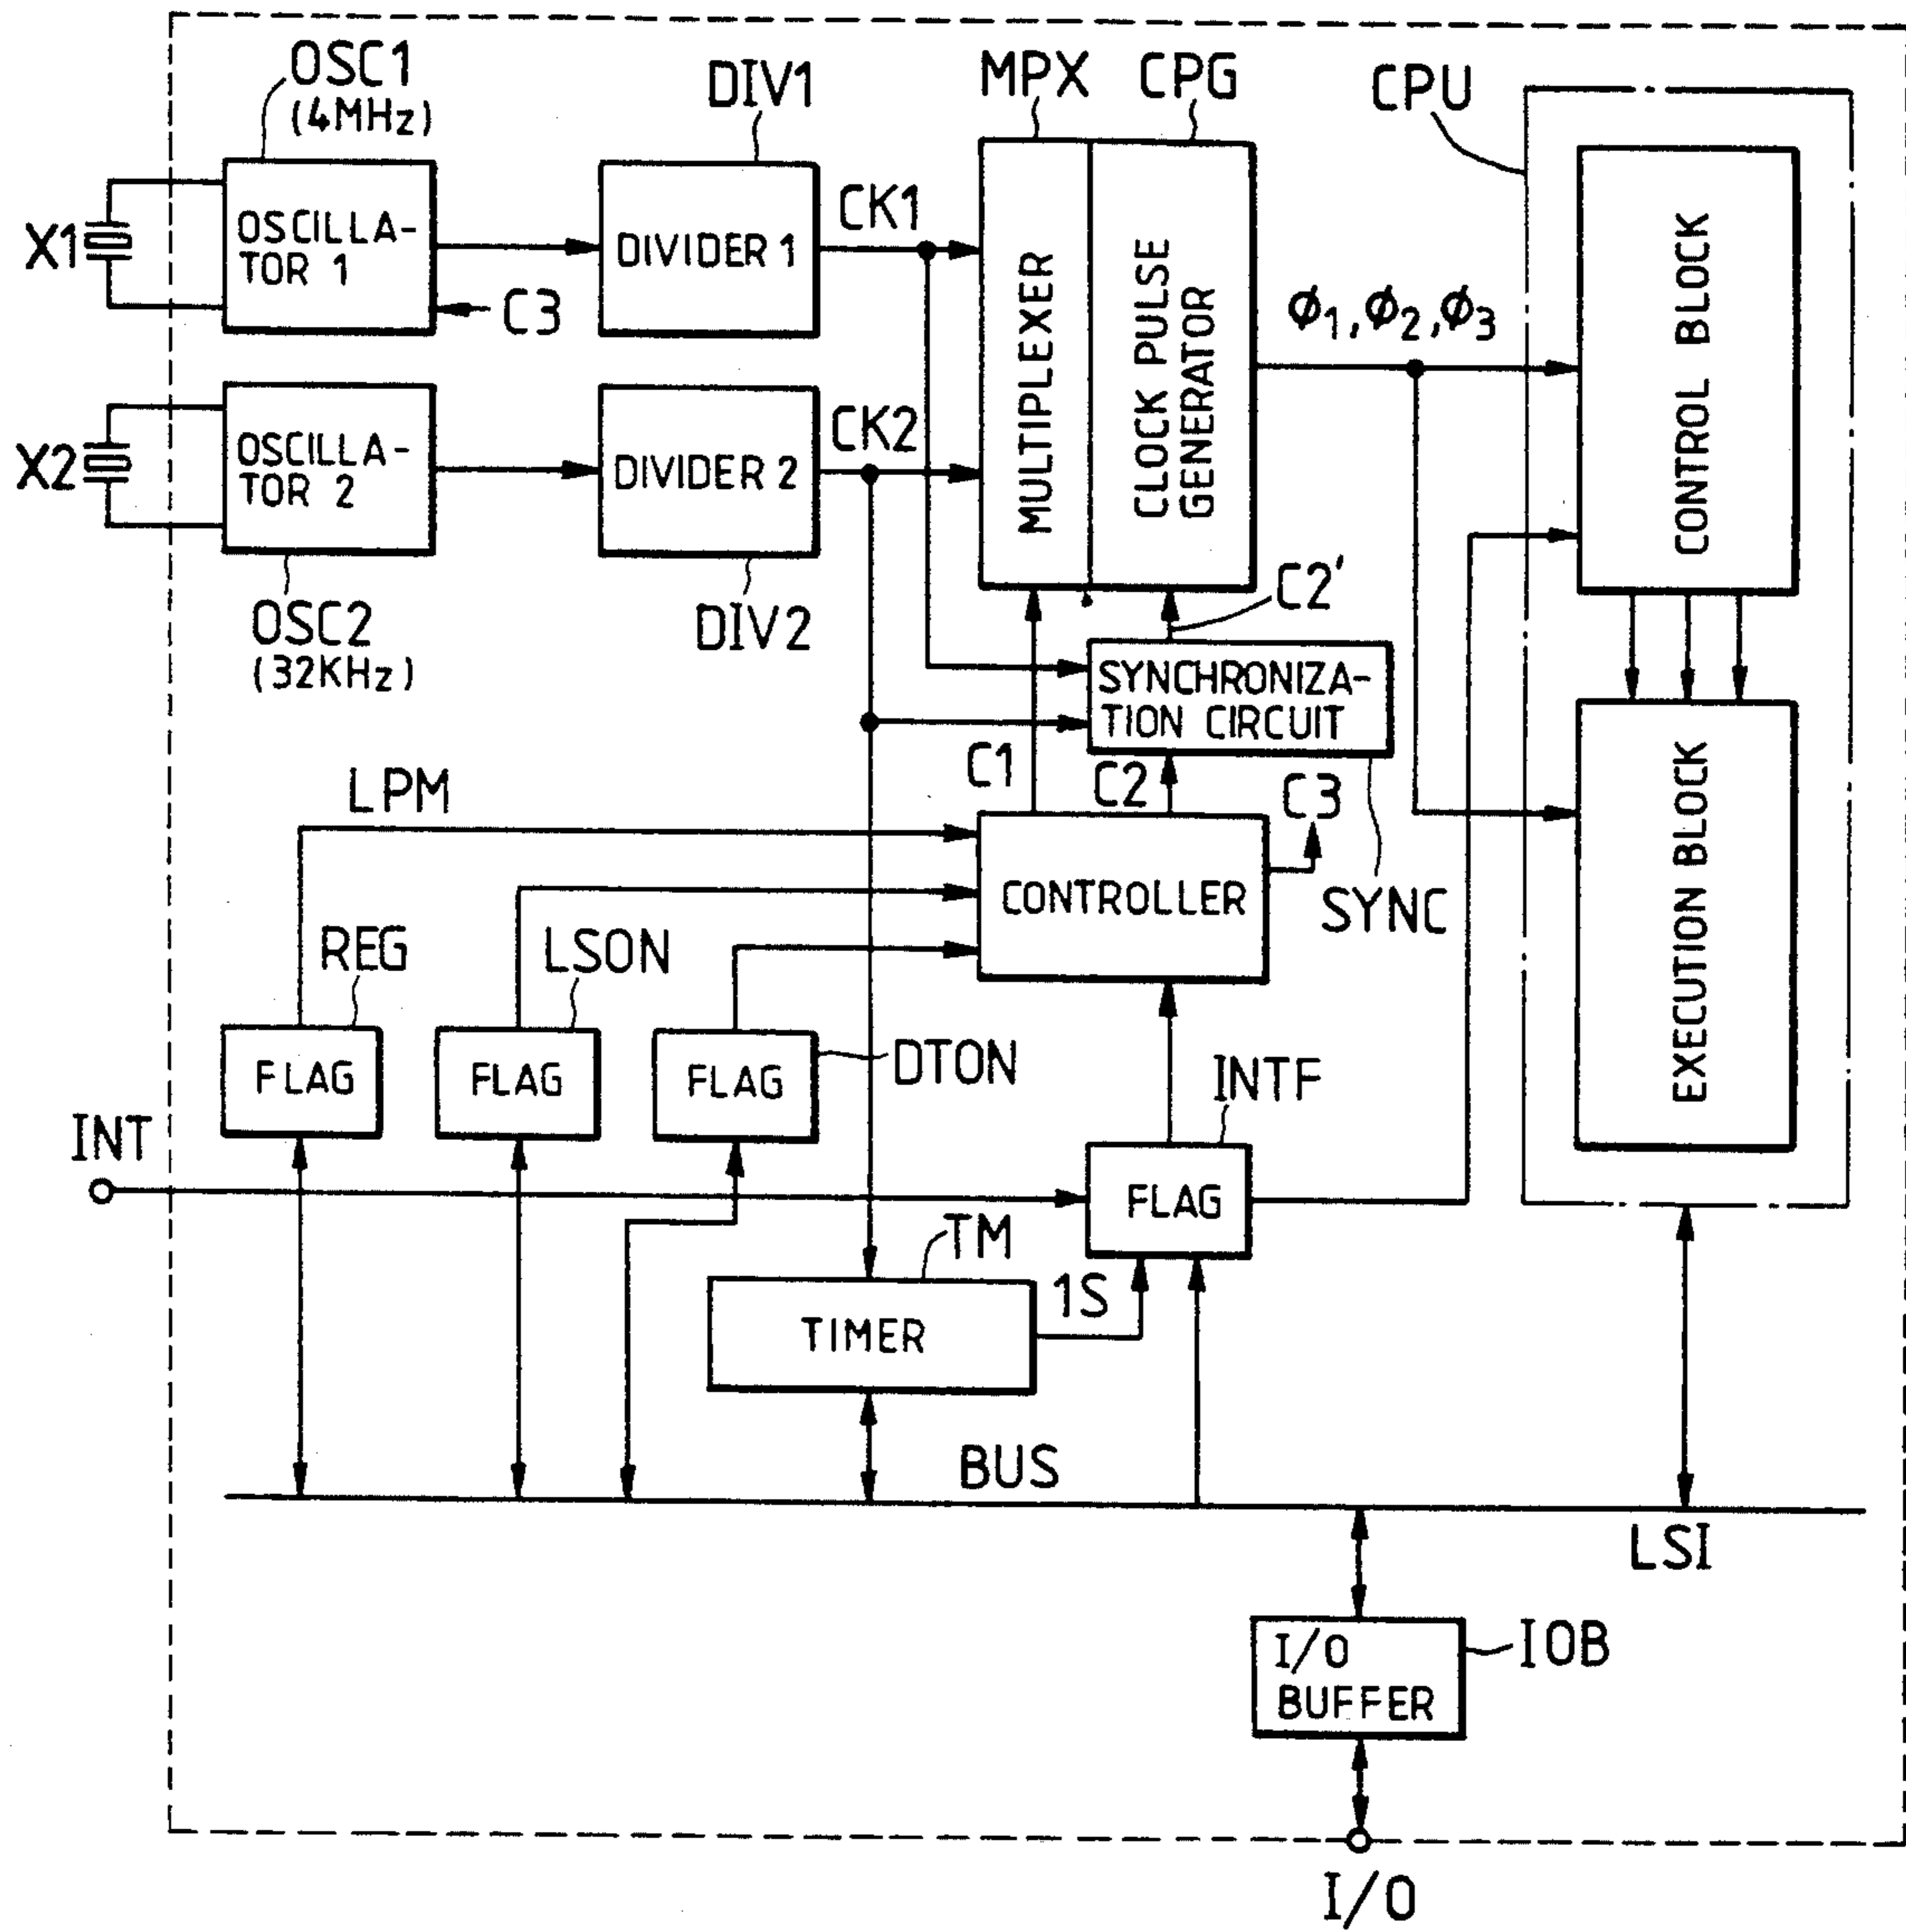 OSC1
(4MHz)
DIV1
MPX
CPG
CPU
X1
OSCILLA-
TOR 1
C3
DIVIDER 1
CK1
MULTIPLEXER
CLOCK PULSE
GENERATOR
Φ1, Φ2, Φ3
CONTROL BLOCK
X2
OSCILLA-
TOR 2
DIVIDER 2
CK2
OSC2
(32KHz)
DIV2
C2'
SYNCHRONIZA-
TION CIRCUIT
C1
C2
C3
LPM
CONTROLLER
SYNC
EXECUTION BLOCK
REG
LSON
DTON
FLAG
FLAG
FLAG
INTF
INT
FLAG
TM
1S
TIMER
BUS
LSI
I/O
BUFFER
IOB
I/O